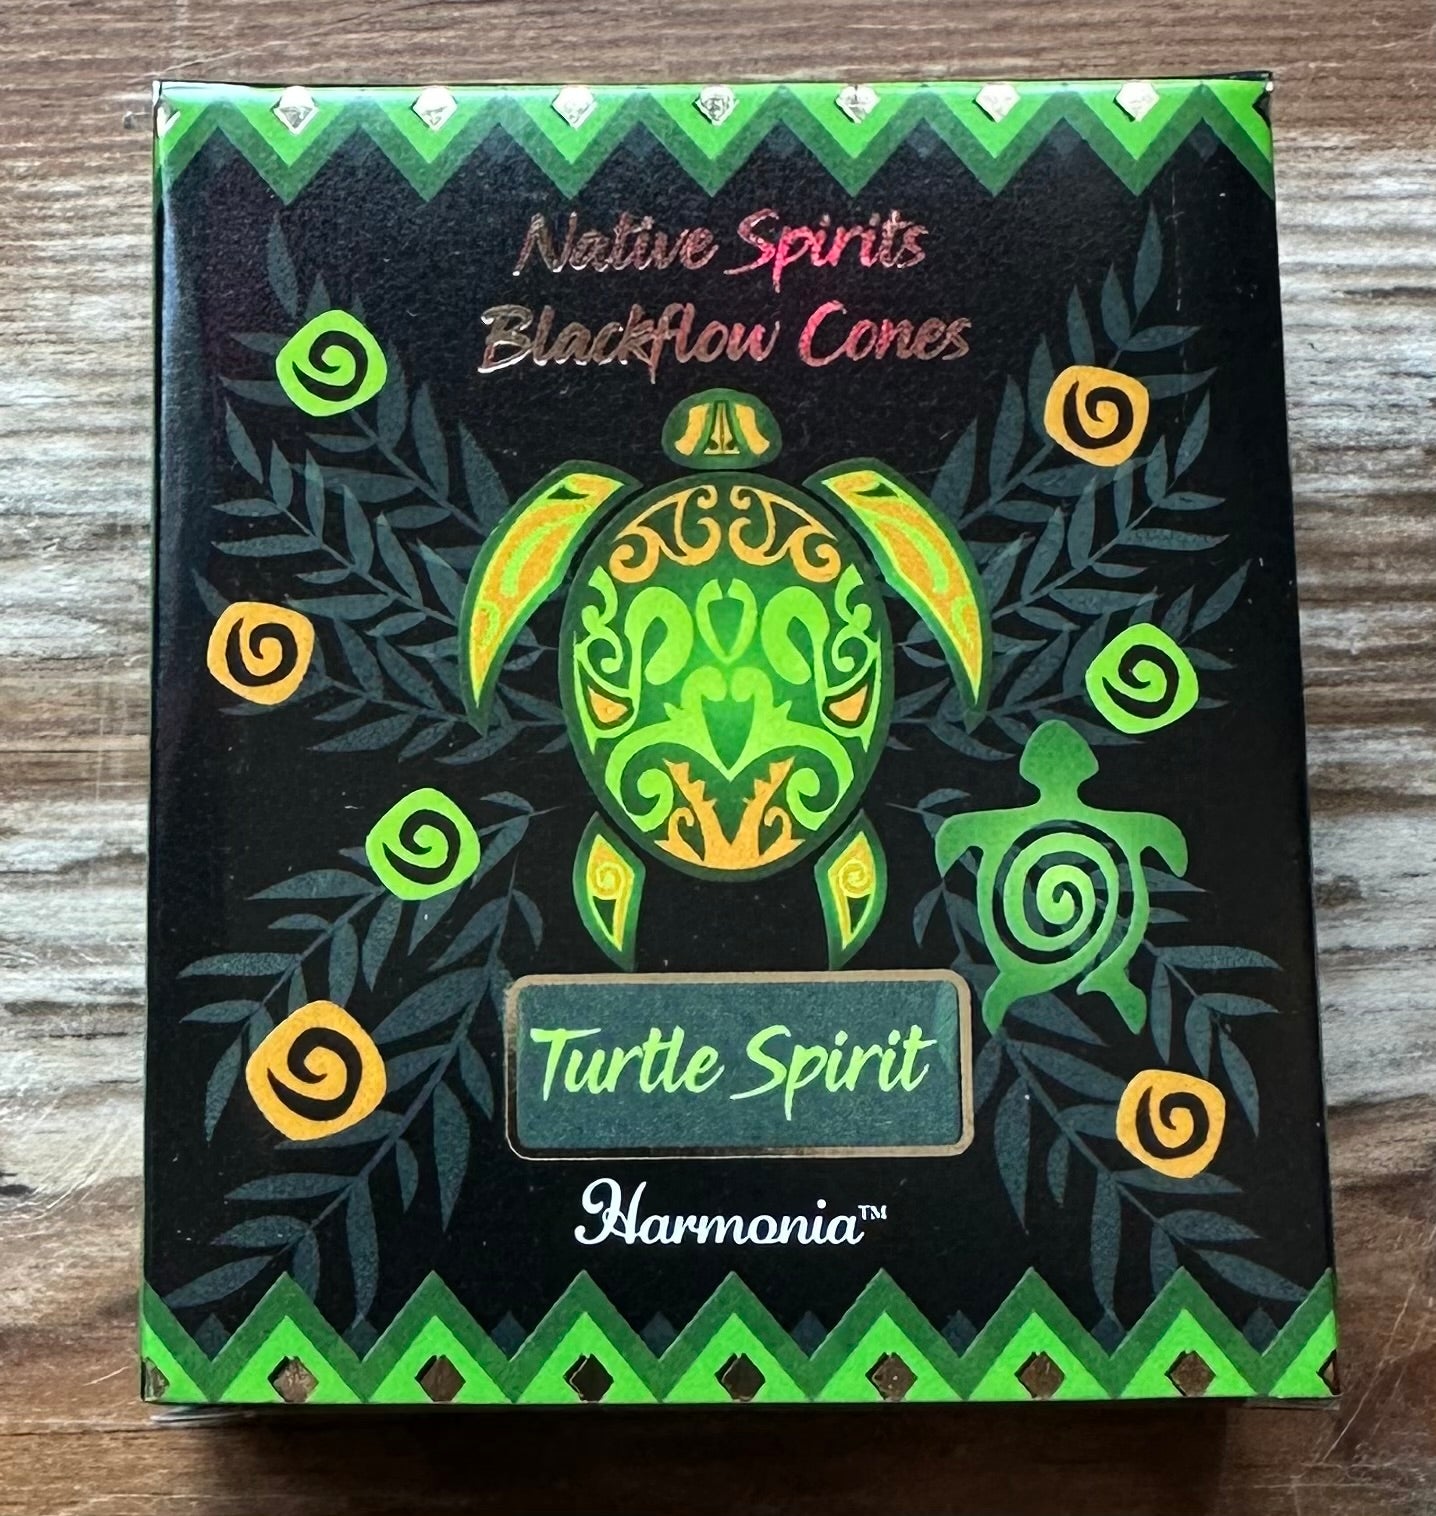 Native Spirits
Blackflow Cones
Turtle Spirit
Harmonia™